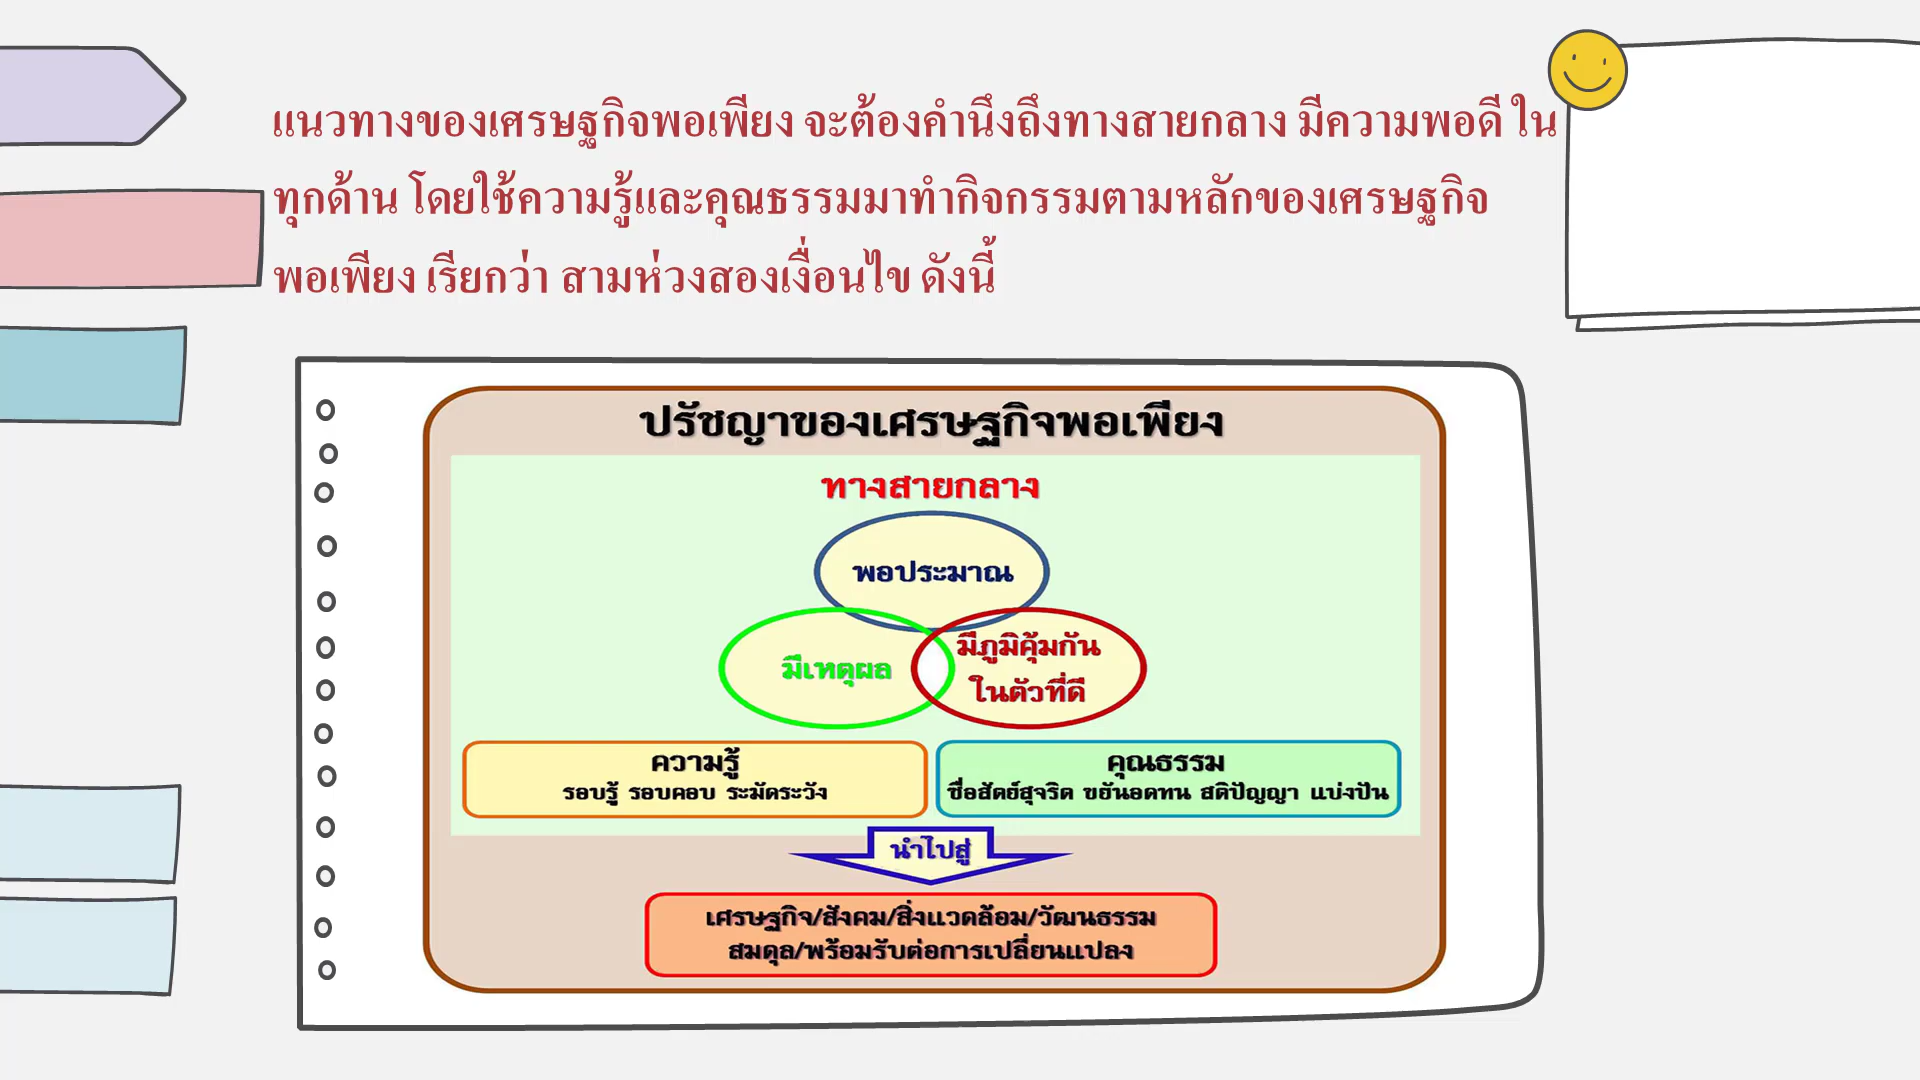 แนวทางของเศรษฐกิจพอเพียง จะต้องคำนึงถึงทางสายกลาง มีความพอดี ใน
ทุกด้าน โดยใช้ความรู้และคุณธรรมมาทำกิจกรรมตามหลักของเศรษฐกิจ
พอเพียง เรียกว่า สามห่วงสองเงื่อนไข ดังนี้
ปรัชญาของเศรษฐกิจพอเพียง
ทางสายกลาง
พอประมาณ
มีเหตุผล
มีภูมิคุ้มกัน
ในตัวที่ดี
ความรู้
รอบรู้ รอบคอบ ระมัดระวัง
คุณธรรม
ซื่อสัตย์สุจริต ขยันอดทน สติปัญญา แบ่งปัน
นำไปสู่
เศรษฐกิจ/สังคม/สิ่งแวดล้อม/วัฒนธรรม
สมดุล/พร้อมรับต่อการเปลี่ยนแปลง